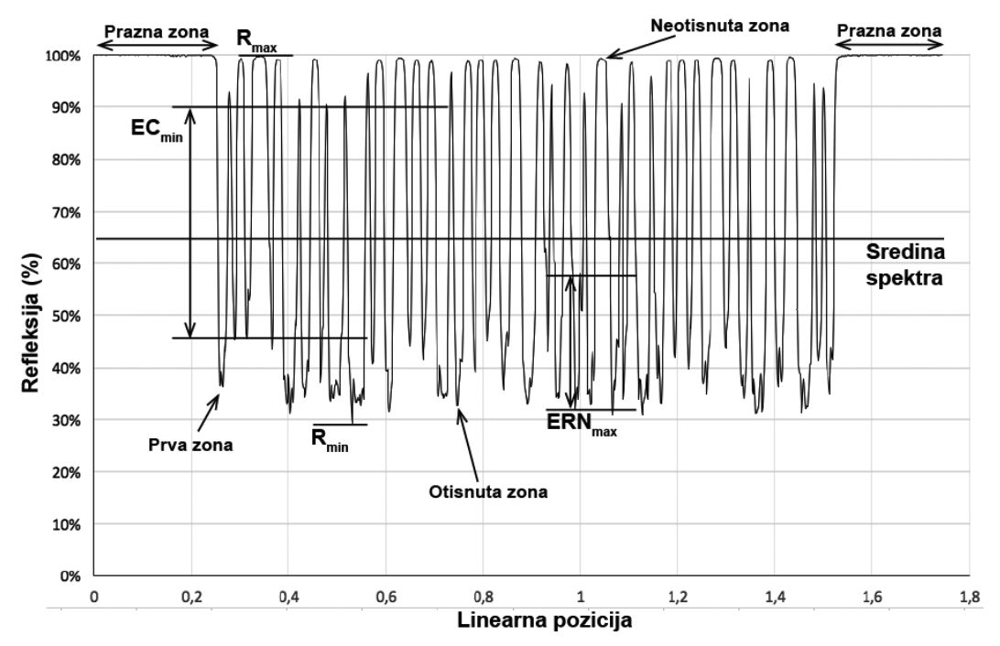 Prazna zona
Rmax
Neotisnuta zona
Prazna zona
100%
90%
ECmin
80%
70%
Sredina
spektra
60%
50%
40%
30%
ERNmax
Rmin
Prva zona
Otisnuta zona
20%
10%
0%
Refleksija (%)
0 0,2 0,4 0,6 0,8 1 1,2 1,4 1,6 1,8
Linearna pozicija